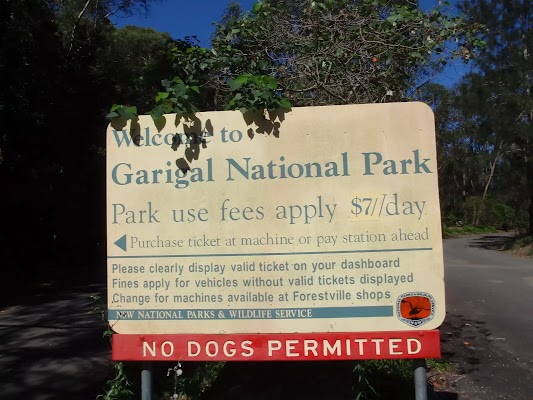 Welcome to
Garigal National Park
Park use fees apply $7//day
Purchase ticket at machine or pay station ahead
Please clearly display valid ticket on your dashboard
Fines apply for vehicles without valid tickets displayed
Change for machines available at Forestville shops
NSW NATIONAL PARKS & WILDLIFE SERVICE
NO DOGS PERMITTED